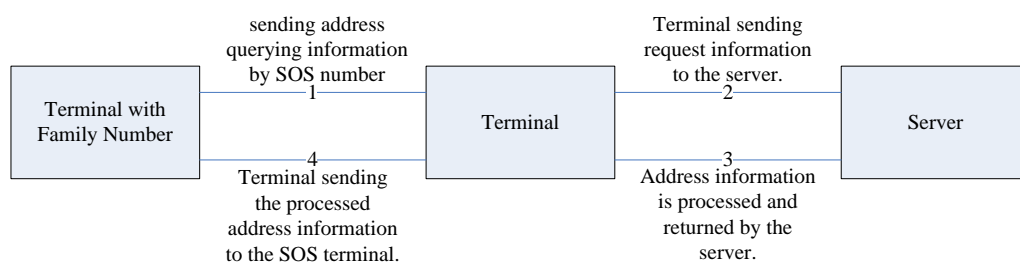 sending address
querying information
by SOS number
1
Terminal sending
request information
to the server.
2
Terminal with
Family Number
Terminal
Server
4
Terminal sending
the processed
address information
to the SOS terminal.
3
Address information
is processed and
returned by the
server.